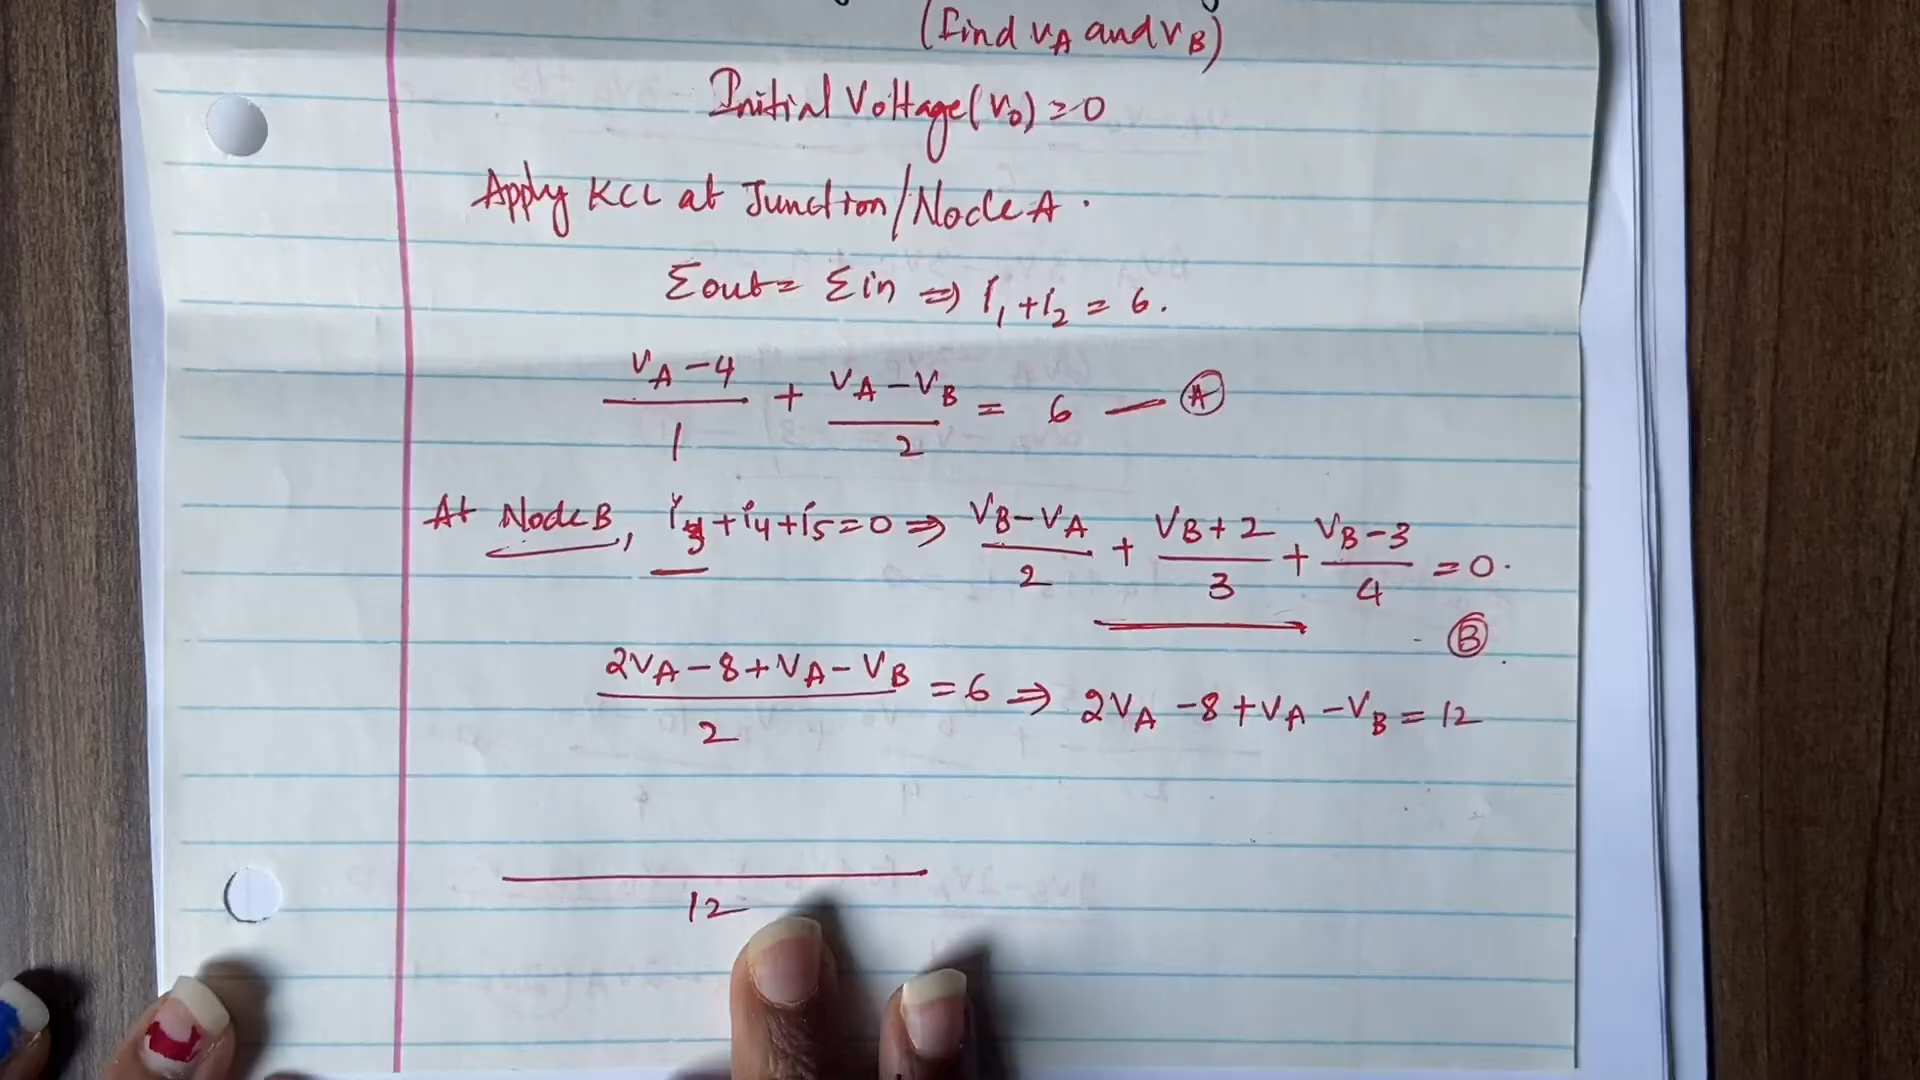 (Find VA and VB)
Initial Voltage (V0) = 0
Apply KCL at Junction/Node A.
Σout = Σin ⇒ i1 + i2 = 6.
(VA - 4)/1 + (VA - VB)/2 = 6 — Ⓐ
At Node B, i3 + i4 + i5 = 0 ⇒ (VB - VA)/2 + (VB + 2)/3 + (VB - 3)/4 = 0.
Ⓑ
(2VA - 8 + VA - VB)/2 = 6 ⇒ 2VA - 8 + VA - VB = 12
12